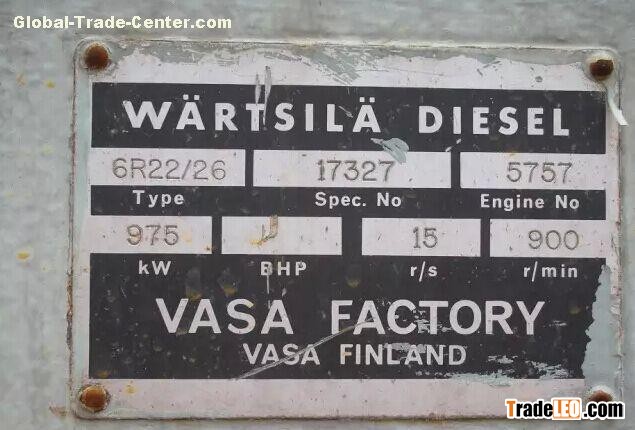 Global-Trade-Center.com
WÄRTSILÄ DIESEL
6R22/26 17327 5757
Type Spec. No Engine No
975 15 900
kW BHP r/s r/min
VASA FACTORY
VASA FINLAND
TradeLEO.com